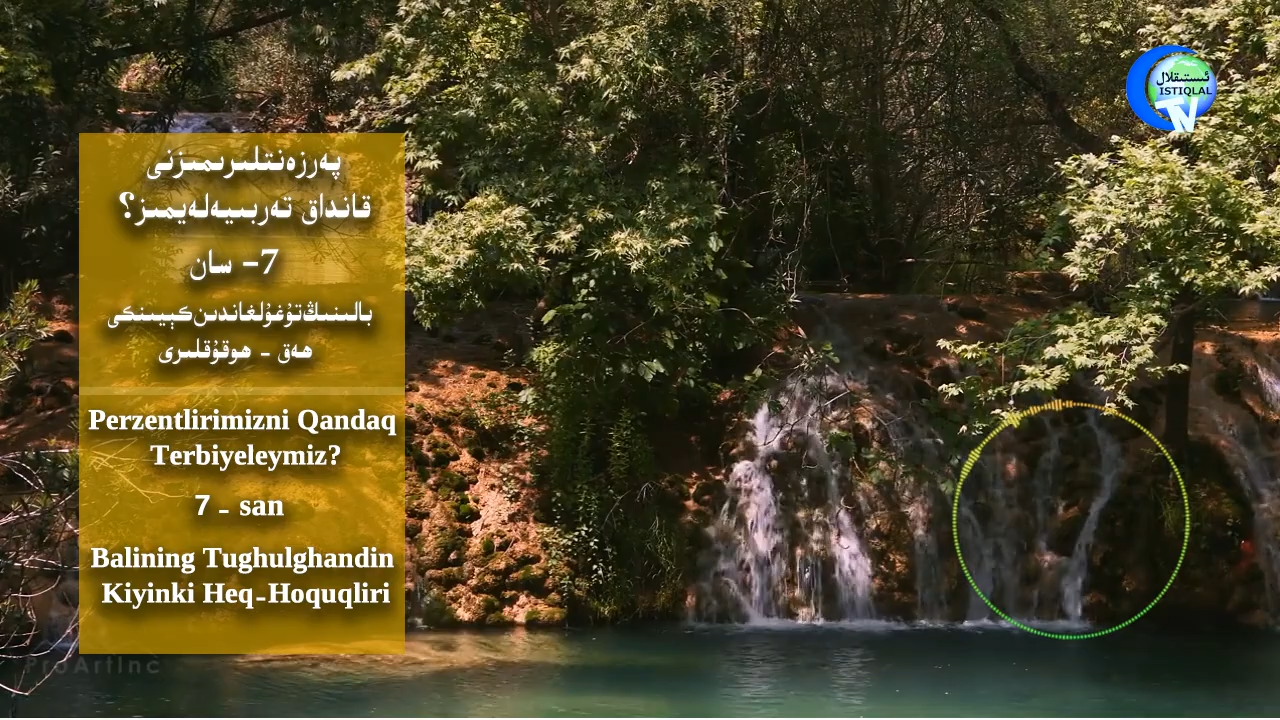 پەرزەنتلىرىمىزنى
قانداق تەربىيەلەيمىز؟
7- سان
بالىنىڭ تۇغۇلغاندىن كېيىنكى
ھەق - ھوقۇقلىرى
Perzentlirimizni Qandaq
Terbiyeleymiz?
7 - san
Balining Tughulghandin
Kiyinki Heq-Hoquqliri
ئىستىقلال
ISTIQLAL
TV
ProArtInc